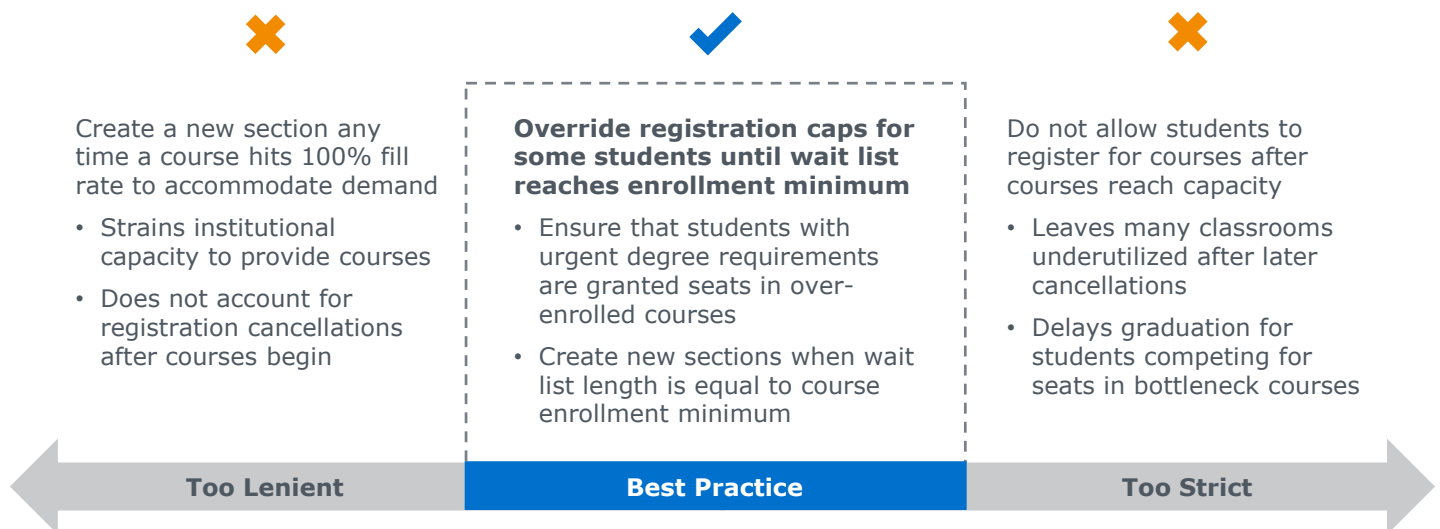 Create a new section any
time a course hits 100% fill
rate to accommodate demand
• Strains institutional
capacity to provide courses
• Does not account for
registration cancellations
after courses begin
Override registration caps for
some students until wait list
reaches enrollment minimum
• Ensure that students with
urgent degree requirements
are granted seats in over-
enrolled courses
• Create new sections when wait
list length is equal to course
enrollment minimum
Do not allow students to
register for courses after
courses reach capacity
• Leaves many classrooms
underutilized after later
cancellations
• Delays graduation for
students competing for
seats in bottleneck courses
Too Lenient
Best Practice
Too Strict